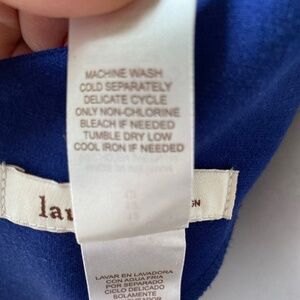 MACHINE WASH
COLD SEPARATELY
DELICATE CYCLE
ONLY NON-CHLORINE
BLEACH IF NEEDED
TUMBLE DRY LOW
COOL IRON IF NEEDED
LAVAR EN LAVADORA
CON AGUA FRIA
POR SEPARADO
CICLO DELICADO
SOLAMENTE